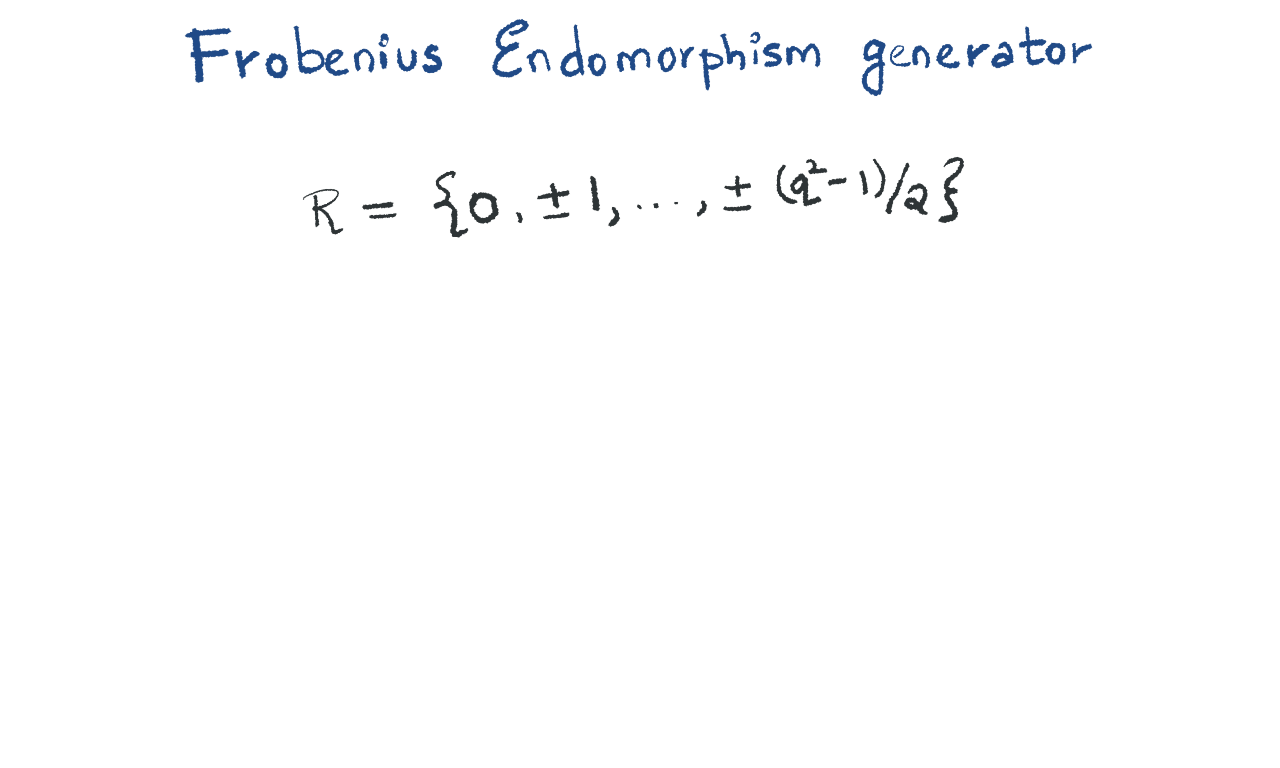 Frobenius Endomorphism generator
R = {0, ±1, ..., ± (q²-1)/2}